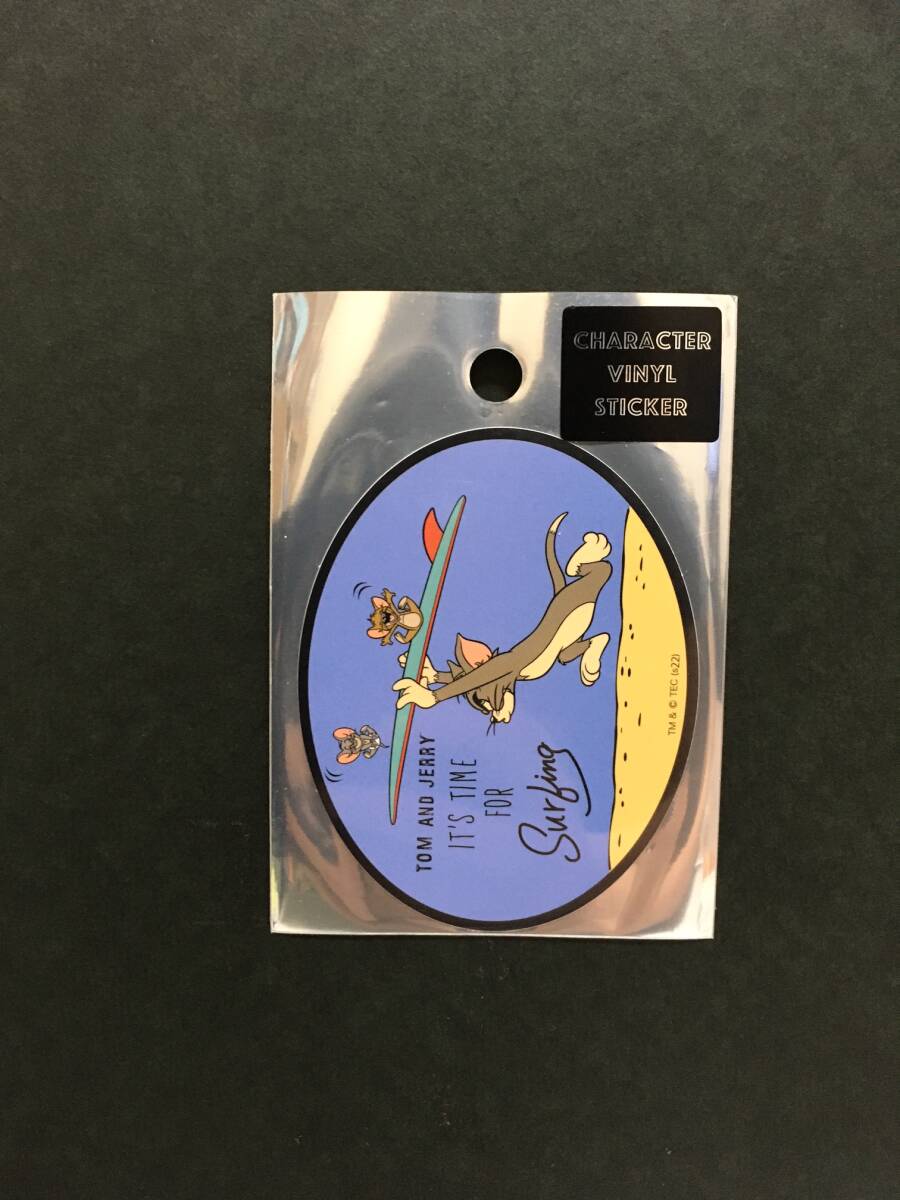 CHARACTER
VINYL
STICKER
TOM AND JERRY
IT'S TIME
FOR
Surfing
TM & © TEC (s22)